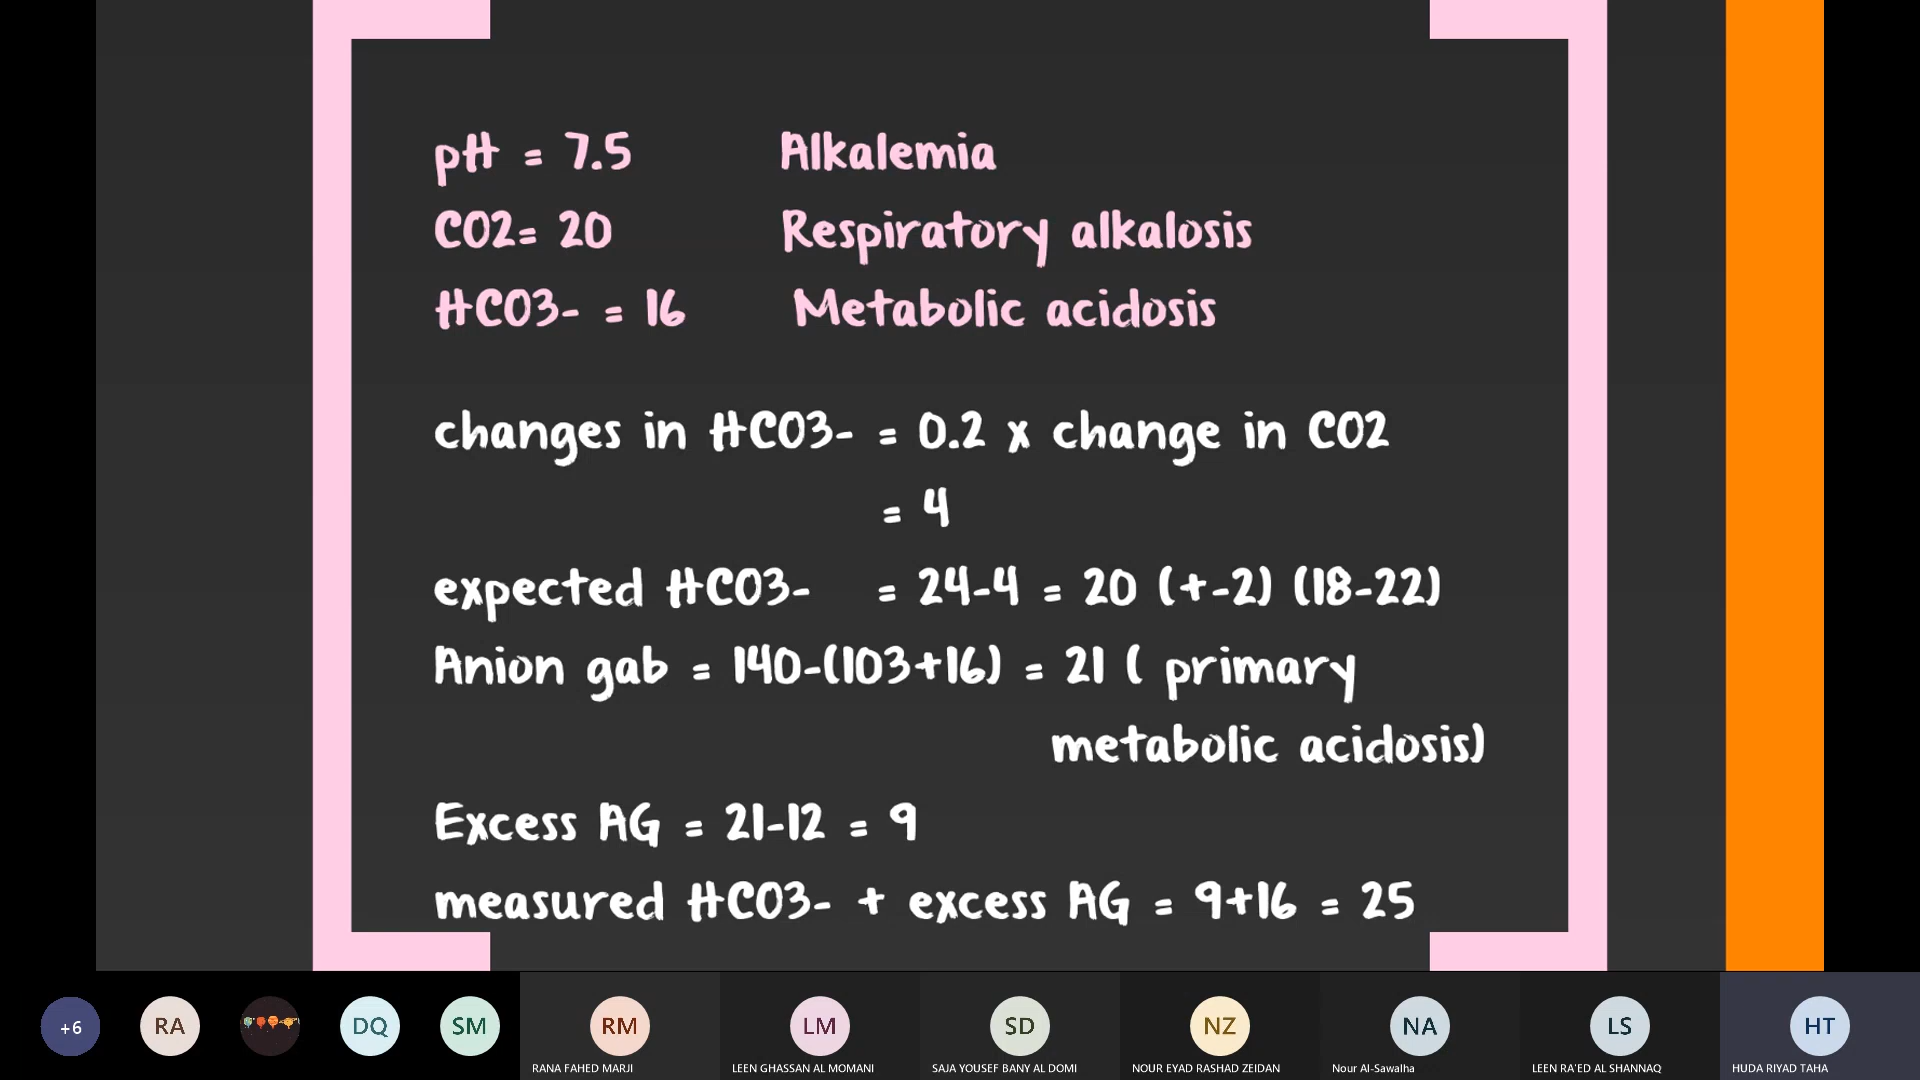 pH = 7.5 Alkalemia
CO2= 20 Respiratory alkalosis
HCO3- = 16 Metabolic acidosis
changes in HCO3- = 0.2 x change in CO2
= 4
expected HCO3- = 24-4 = 20 (+-2) (18-22)
Anion gab = 140-(103+16) = 21 ( primary
metabolic acidosis)
Excess AG = 21-12 = 9
measured HCO3- + excess AG = 9+16 = 25
+6 RA DQ SM RM LM SD NZ NA LS HT
RANA FAHED MARJI LEEN GHASSAN AL MOMANI SAJA YOUSEF BANY AL DOMI NOUR EYAD RASHAD ZEIDAN Nour Al-Sawalha LEEN RA'ED AL SHANNAQ HUDA RIYAD TAHA